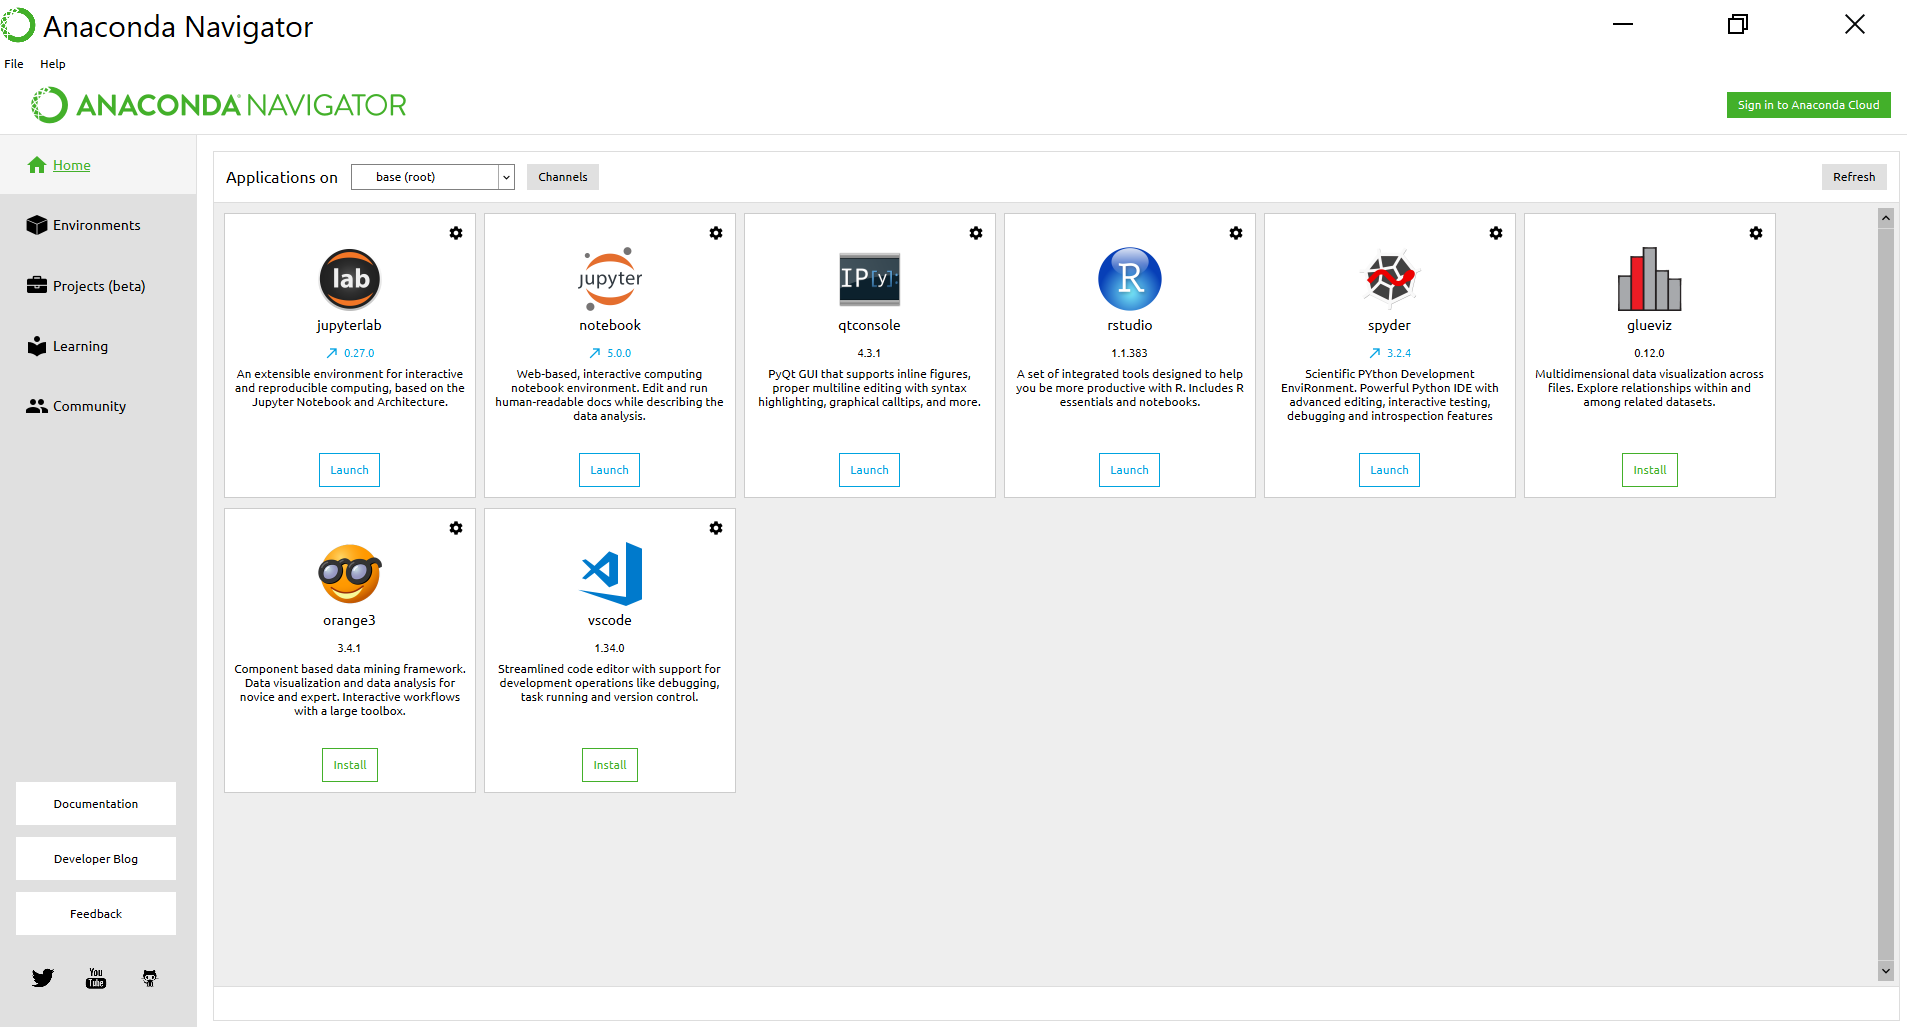 Anaconda Navigator
File Help
ANACONDA NAVIGATOR
Sign in to Anaconda Cloud
Home
Environments
Projects (beta)
Learning
Community
Documentation
Developer Blog
Feedback
You
Tube
Applications on base (root) Channels Refresh
lab
jupyterlab
0.27.0
An extensible environment for interactive
and reproducible computing, based on the
Jupyter Notebook and Architecture.
Launch
jupyter
notebook
5.0.0
Web-based, interactive computing
notebook environment. Edit and run
human-readable docs while describing the
data analysis.
Launch
IP[y]:
qtconsole
4.3.1
PyQt GUI that supports inline figures,
proper multiline editing with syntax
highlighting, graphical calltips, and more.
Launch
R
rstudio
1.1.383
A set of integrated tools designed to help
you be more productive with R. Includes R
essentials and notebooks.
Launch
spyder
3.2.4
Scientific PYthon Development
EnviRonment. Powerful Python IDE with
advanced editing, interactive testing,
debugging and introspection features
Launch
glueviz
0.12.0
Multidimensional data visualization across
files. Explore relationships within and
among related datasets.
Install
orange3
3.4.1
Component based data mining framework.
Data visualization and data analysis for
novice and expert. Interactive workflows
with a large toolbox.
Install
vscode
1.34.0
Streamlined code editor with support for
development operations like debugging,
task running and version control.
Install